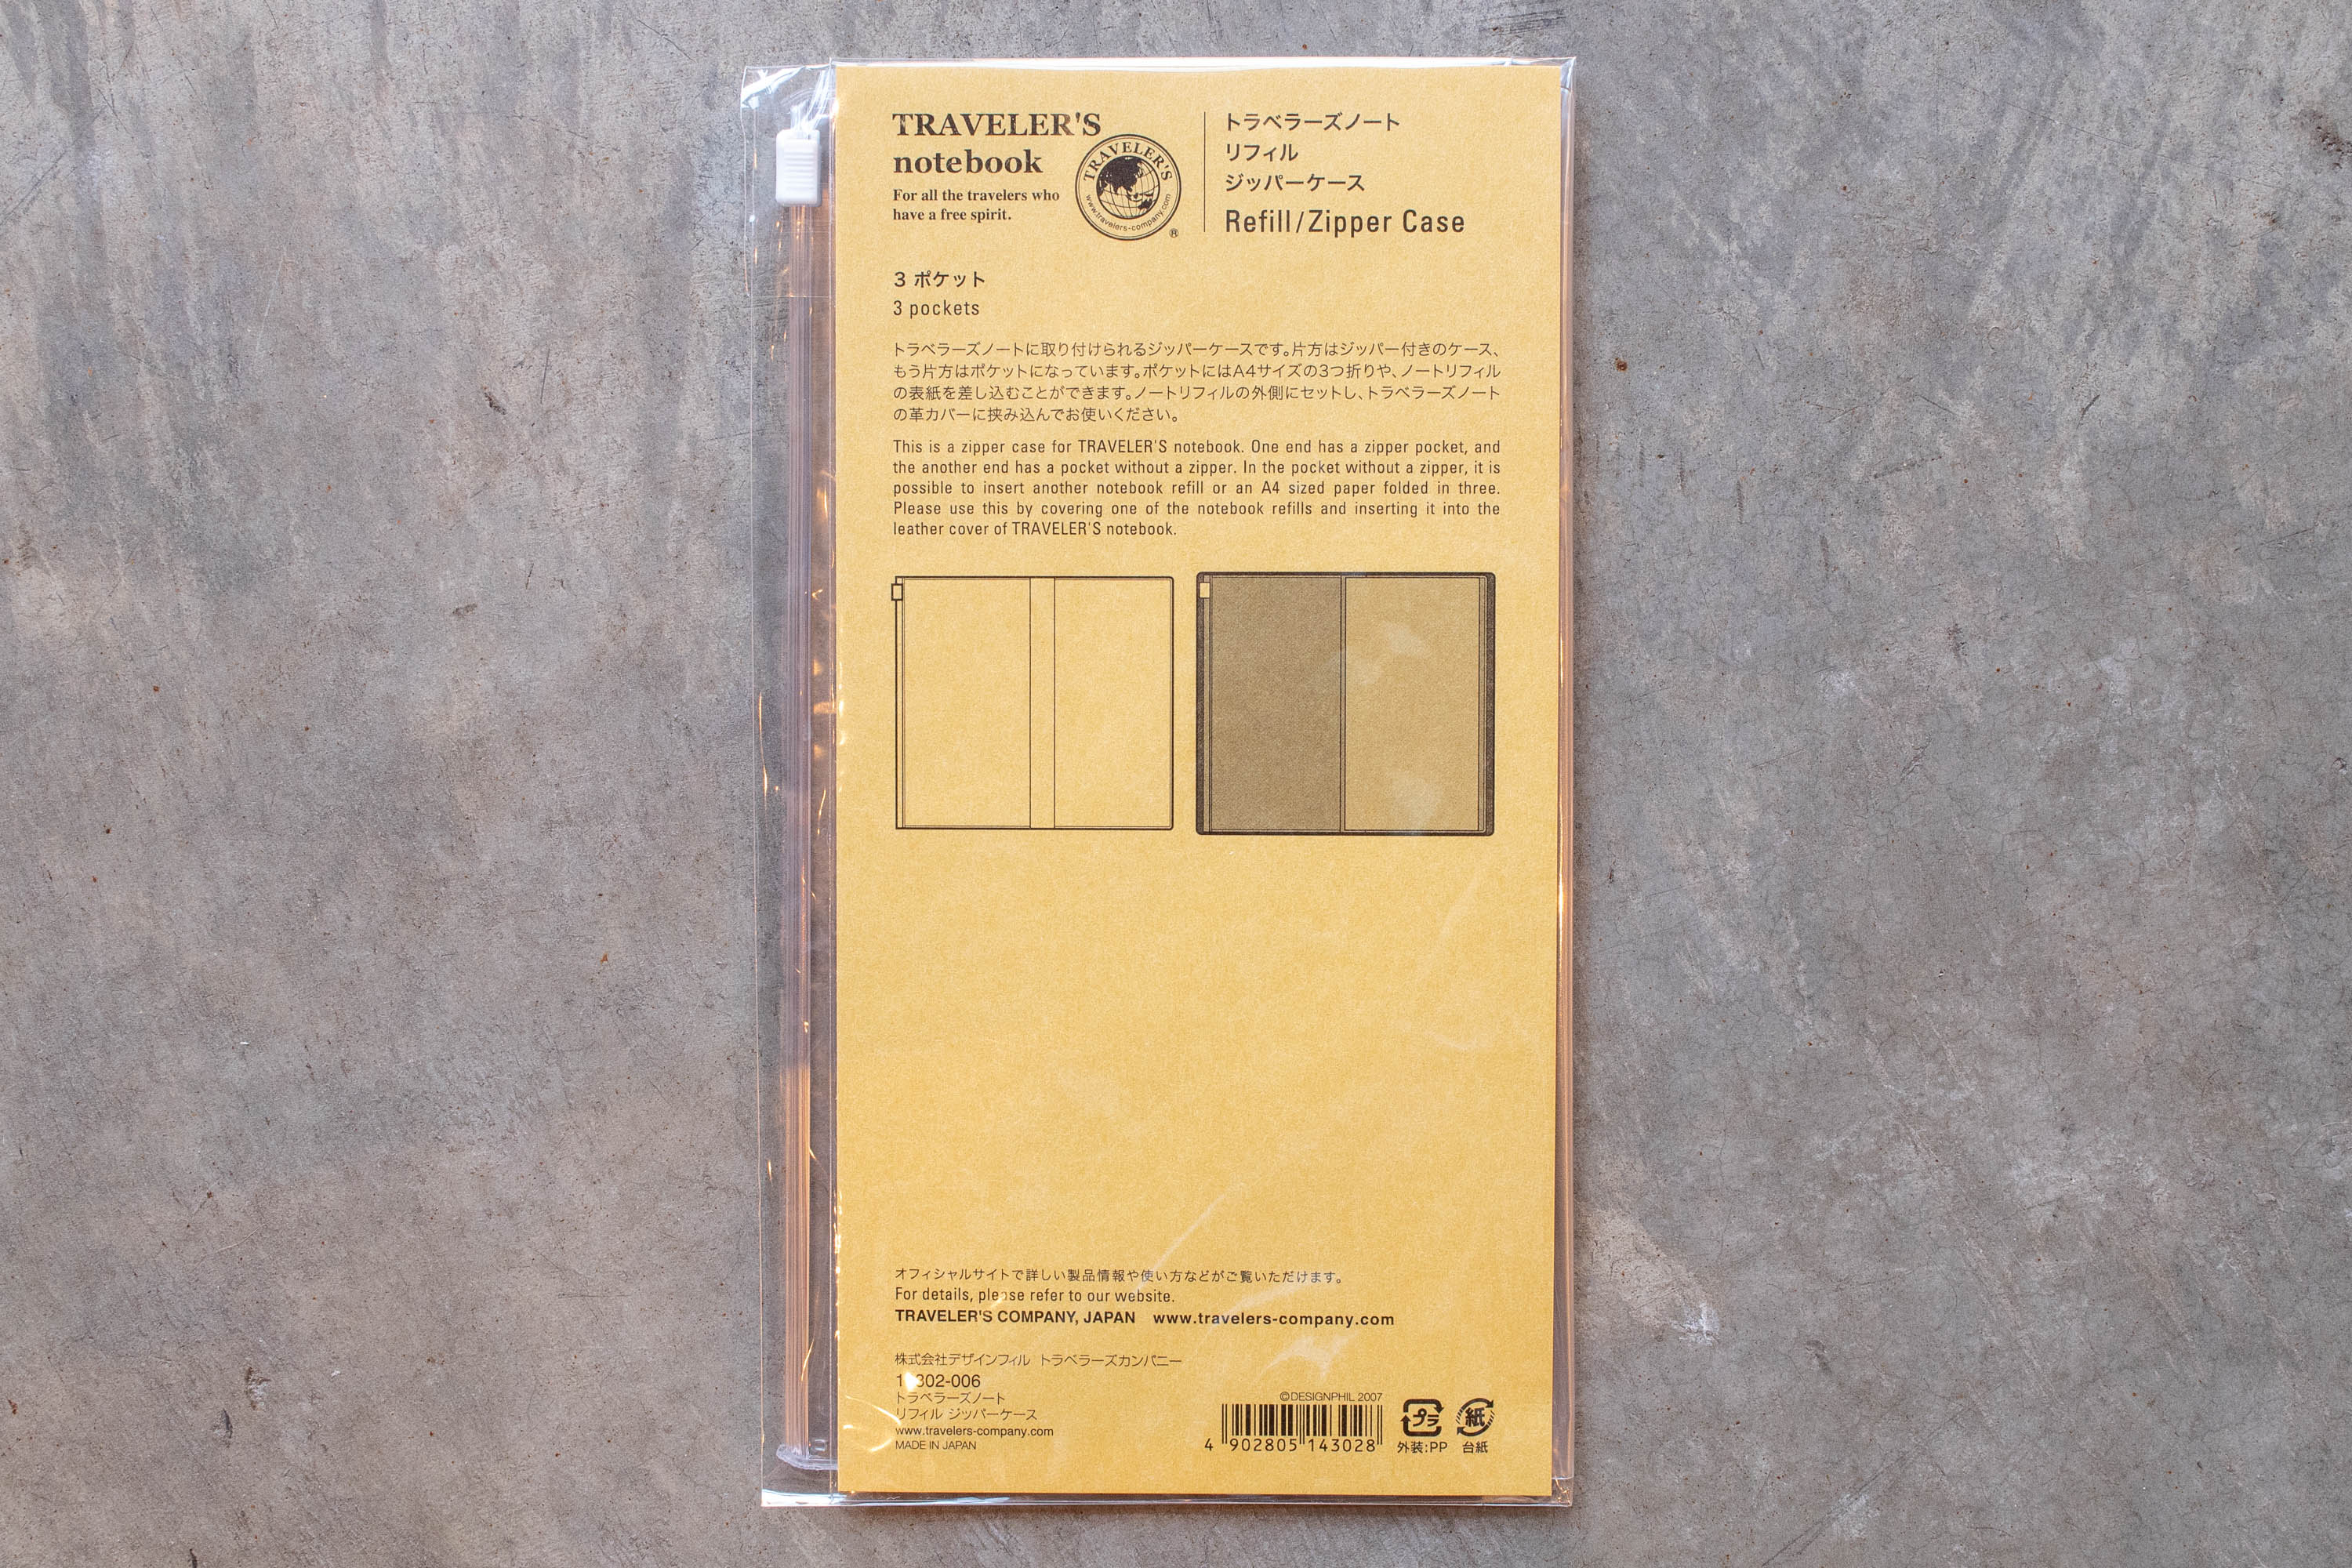 TRAVELER'S
notebook
For all the travelers who
have a free spirit.
TRAVELER'S
www.travelers-company.com
®
トラベラーズノート
リフィル
ジッパーケース
Refill/Zipper Case
3 ポケット
3 pockets
トラベラーズノートに取り付けられるジッパーケースです。片方はジッパー付きのケース、
もう片方はポケットになっています。ポケットにはA4サイズの3つ折りや、ノートリフィル
の表紙を差し込むことができます。ノートリフィルの外側にセットし、トラベラーズノート
の革カバーに挟み込んでお使いください。
This is a zipper case for TRAVELER'S notebook. One end has a zipper pocket, and
the another end has a pocket without a zipper. In the pocket without a zipper, it is
possible to insert another notebook refill or an A4 sized paper folded in three.
Please use this by covering one of the notebook refills and inserting it into the
leather cover of TRAVELER'S notebook.
オフィシャルサイトで詳しい製品情報や使い方などがご覧いただけます。
For details, please refer to our website.
TRAVELER'S COMPANY, JAPAN www.travelers-company.com
株式会社デザインフィル トラベラーズカンパニー
トラベラーズノート
リフィル ジッパーケース
www.travelers-company.com
MADE IN JAPAN
©DESIGNPHIL 2007
4 902805 143028
プラ
外装:PP
紙
台紙